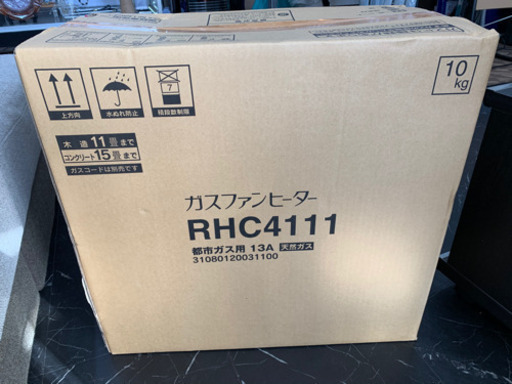 上方向
水ぬれ防止
7
積段数制限
10
kg
木造11畳まで
コンクリート15畳まで
ガスコードは別売です
ガスファンヒーター
RHC4111
都市ガス用 13A 天然ガス
31080120031100